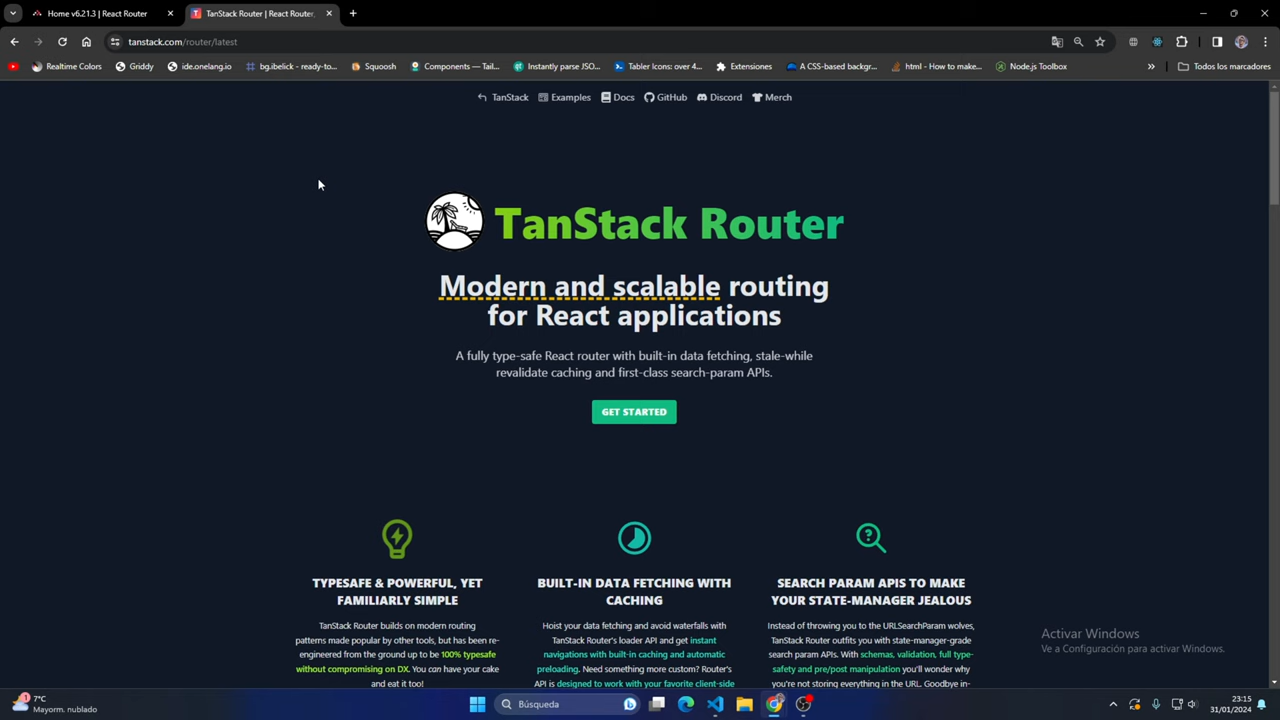 Home v6.21.3 | React Router
TanStack Router | React Router,
tanstack.com/router/latest
Realtime Colors
Griddy
ide.onelang.io
bg.ibelick - ready-to...
Squoosh
Components — Tail...
Instantly parse JSO...
Tabler Icons: over 4...
Extensiones
A CSS-based backgr...
html - How to make...
Node.js Toolbox
»
Todos los marcadores
TanStack
Examples
Docs
GitHub
Discord
Merch
TanStack Router
Modern and scalable routing
for React applications
A fully type-safe React router with built-in data fetching, stale-while
revalidate caching and first-class search-param APIs.
GET STARTED
TYPESAFE & POWERFUL, YET
FAMILIARLY SIMPLE
TanStack Router builds on modern routing
patterns made popular by other tools, but has been re-
engineered from the ground up to be 100% typesafe
without compromising on DX. You can have your cake
and eat it too!
BUILT-IN DATA FETCHING WITH
CACHING
Hoist your data fetching and avoid waterfalls with
TanStack Router's loader API and get instant
navigations with built-in caching and automatic
preloading. Need something more custom? Router's
API is designed to work with your favorite client-side
SEARCH PARAM APIS TO MAKE
YOUR STATE-MANAGER JEALOUS
Instead of throwing you to the URLSearchParam wolves,
TanStack Router outfits you with state-manager-grade
search param APIs. With schemas, validation, full type-
safety and pre/post manipulation you'll wonder why
you're not storing everything in the URL. Goodbye in-
Activar Windows
Ve a Configuración para activar Windows.
1
7°C
Mayorm. nublado
Búsqueda
23:15
31/01/2024